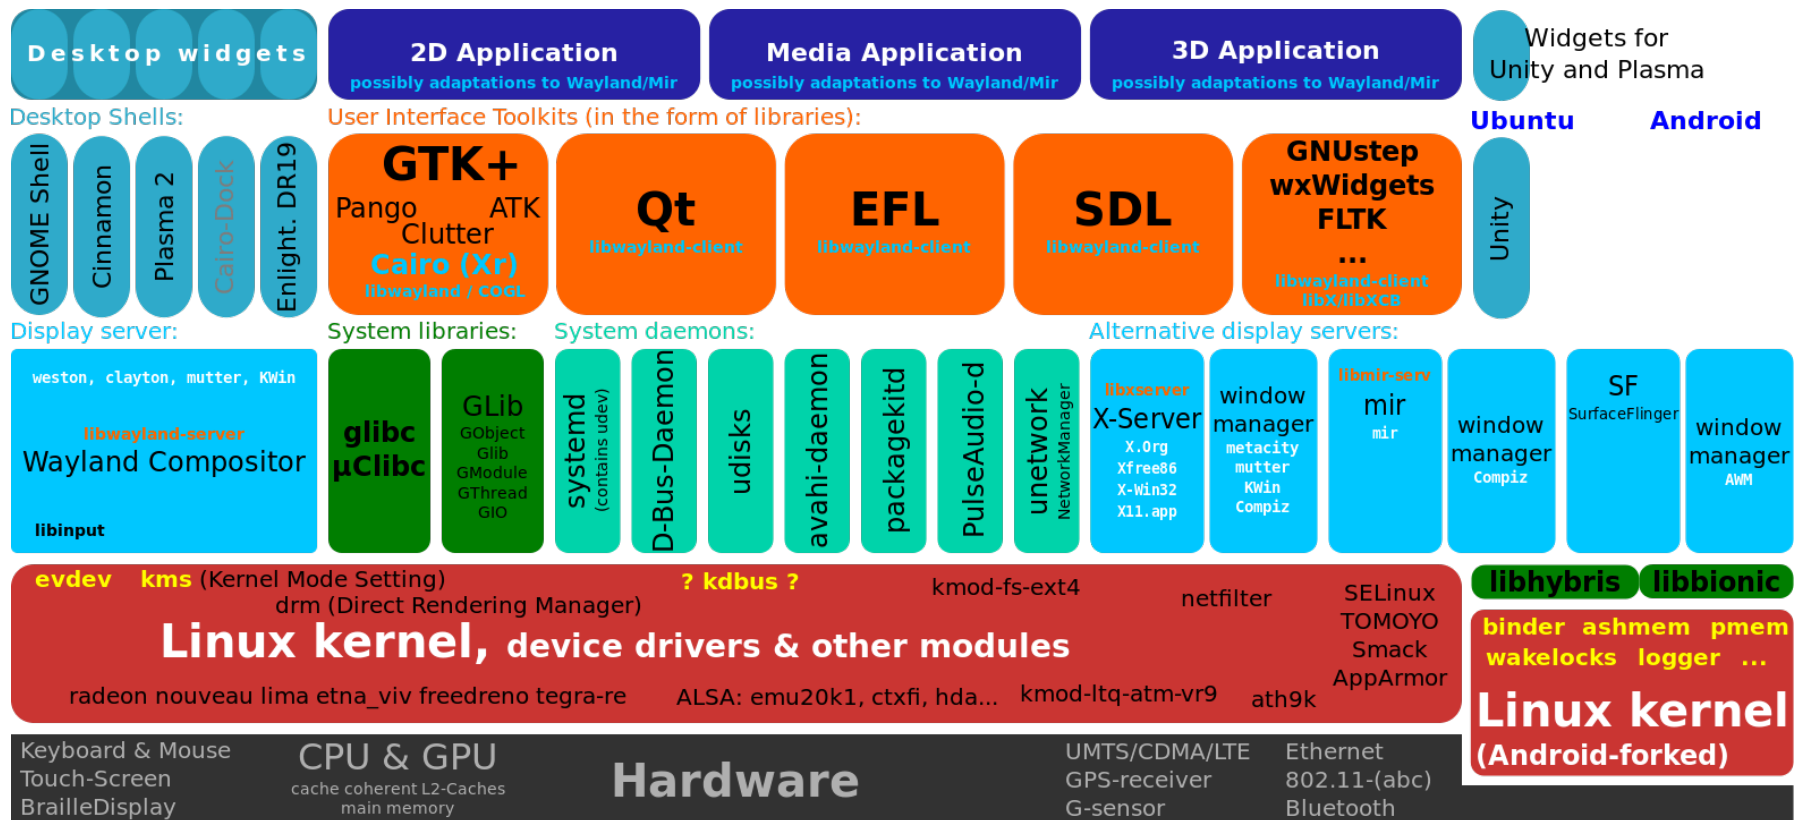 Desktop widgets
2D Application
possibly adaptations to Wayland/Mir
Media Application
possibly adaptations to Wayland/Mir
3D Application
possibly adaptations to Wayland/Mir
Widgets for
Unity and Plasma
Desktop Shells:
User Interface Toolkits (in the form of libraries):
Ubuntu
Android
GNOME Shell
Cinnamon
Plasma 2
Cairo-Dock
Enlight. DR19
GTK+
Pango ATK
Clutter
Cairo (Xr)
libwayland / COGL
Qt
libwayland-client
EFL
libwayland-client
SDL
libwayland-client
GNUstep
wxWidgets
FLTK
...
libwayland-client
libX/libXCB
Unity
Display server:
System libraries:
System daemons:
Alternative display servers:
weston, clayton, mutter, KWin
libwayland-server
Wayland Compositor
libinput
glibc
µClibc
GLib
GObject
Glib
GModule
GThread
GIO
systemd
(contains udev)
D-Bus-Daemon
udisks
avahi-daemon
packagekitd
PulseAudio-d
unetwork
NetworkManager
libxserver
X-Server
X.Org
Xfree86
X-Win32
X11.app
window
manager
metacity
mutter
KWin
Compiz
libmir-serv
mir
mir
window
manager
Compiz
SF
SurfaceFlinger
window
manager
AWM
evdev kms (Kernel Mode Setting)
drm (Direct Rendering Manager)
? kdbus ?
kmod-fs-ext4
netfilter
SELinux
TOMOYO
Smack
AppArmor
Linux kernel, device drivers & other modules
radeon nouveau lima etna_viv freedreno tegra-re
ALSA: emu20k1, ctxfi, hda...
kmod-ltq-atm-vr9
ath9k
libhybris
libbionic
binder ashmem pmem
wakelocks logger ...
Linux kernel
(Android-forked)
Keyboard & Mouse
Touch-Screen
BrailleDisplay
CPU & GPU
cache coherent L2-Caches
main memory
Hardware
UMTS/CDMA/LTE
GPS-receiver
G-sensor
Ethernet
802.11-(abc)
Bluetooth